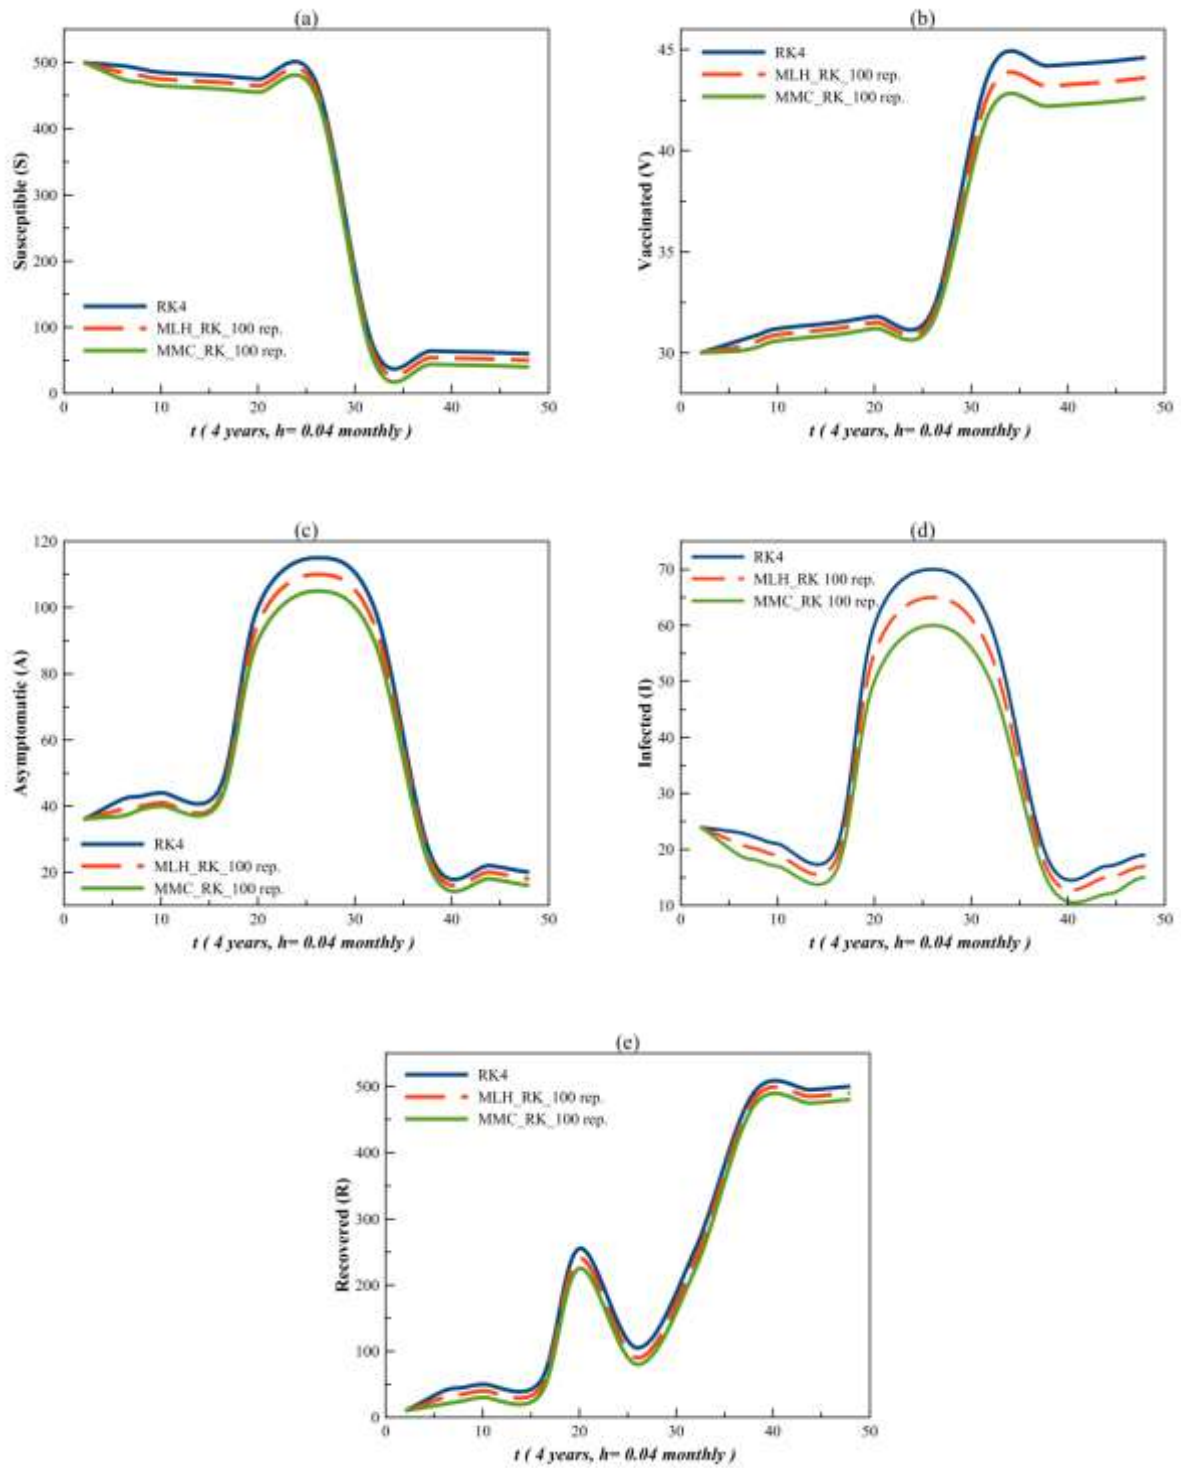 (a)
500
400
300
200
100
0
Susceptible (S)
RK4
MLH_RK_100 rep.
MMC_RK_100 rep.
0 10 20 30 40 50
t ( 4 years, h= 0.04 monthly )
(b)
45
40
35
30
Vaccinated (V)
RK4
MLH_RK_100 rep.
MMC_RK_100 rep.
0 10 20 30 40 50
t ( 4 years, h= 0.04 monthly )
(c)
120
100
80
60
40
20
Asymptomatic (A)
RK4
MLH_RK_100 rep.
MMC_RK_100 rep.
0 10 20 30 40 50
t ( 4 years, h= 0.04 monthly )
(d)
70
60
50
40
30
20
10
Infected (I)
RK4
MLH_RK 100 rep.
MMC_RK 100 rep.
0 10 20 30 40 50
t ( 4 years, h= 0.04 monthly )
(e)
500
400
300
200
100
0
Recovered (R)
RK4
MLH_RK_100 rep.
MMC_RK_100 rep.
0 10 20 30 40 50
t ( 4 years, h= 0.04 monthly )